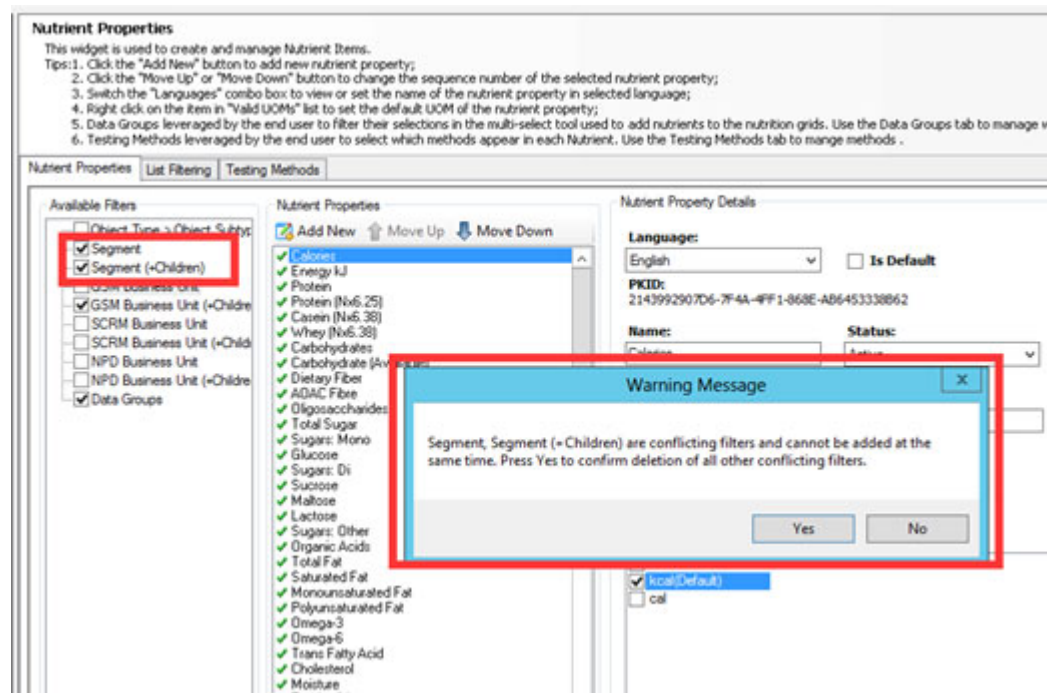 Nutrient Properties
This widget is used to create and manage Nutrient Items.
Tips:1. Click the "Add New" button to add new nutrient property;
2. Click the "Move Up" or "Move Down" button to change the sequence number of the selected nutrient property;
3. Switch the "Languages" combo box to view or set the name of the nutrient property in selected language;
4. Right click on the item in "Valid UOMs" list to set the default UOM of the nutrient property;
5. Data Groups leveraged by the end user to filter their selections in the multi-select tool used to add nutrients to the nutrition grids. Use the Data Groups tab to manage w
6. Testing Methods leveraged by the end user to select which methods appear in each Nutrient. Use the Testing Methods tab to mange methods .
Nutrient Properties List Filtering Testing Methods
Available Filters
Object Type > Object Subtyp
Segment
Segment (+Children)
GSM Business Unit
GSM Business Unit (+Childre
SCRM Business Unit
SCRM Business Unit (+Child
NPD Business Unit
NPD Business Unit (+Childre
Data Groups
Nutrient Properties
Add New Move Up Move Down
Calories
Energy kJ
Protein
Protein (Nx6.25)
Casein (Nx6.38)
Whey (Nx6.38)
Carbohydrates
Carbohydrate (Available)
Dietary Fiber
AOAC Fibre
Oligosaccharides
Total Sugar
Sugars: Mono
Glucose
Sugars: Di
Sucrose
Maltose
Lactose
Sugars: Other
Organic Acids
Total Fat
Saturated Fat
Monounsaturated Fat
Polyunsaturated Fat
Omega-3
Omega-6
Trans Fatty Acid
Cholesterol
Moisture
Nutrient Property Details
Language:
English Is Default
PKID:
2143992907D6-7F4A-4FF1-868E-AB6453338B62
Name: Status:
Calories Active
Warning Message
Segment, Segment (+Children) are conflicting filters and cannot be added at the
same time. Press Yes to confirm deletion of all other conflicting filters.
Yes No
kcal(Default)
cal